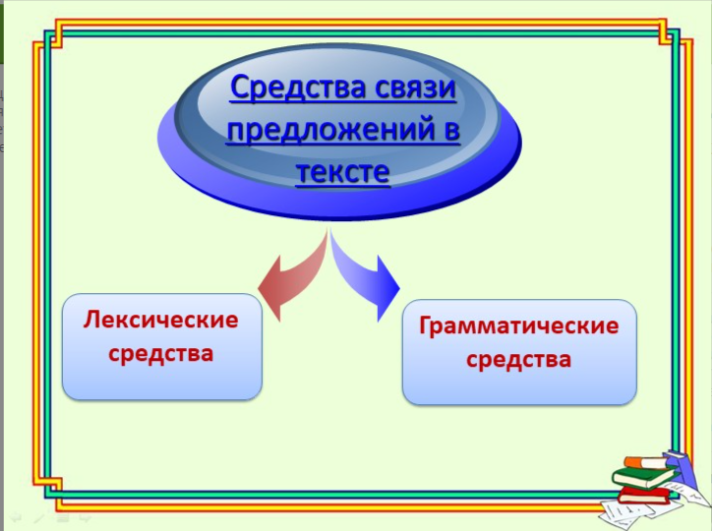 Средства связи
предложений в
тексте
Лексические
средства
Грамматические
средства